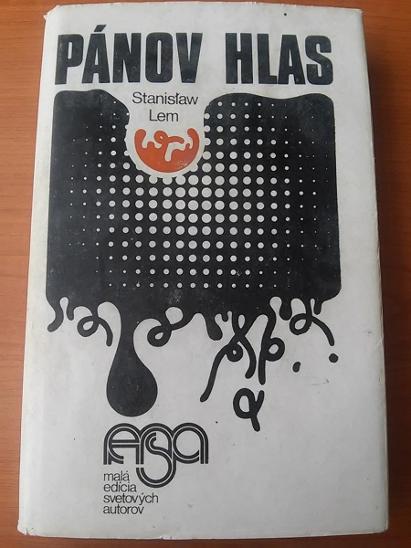 PÁNOV HLAS
Stanisław
Lem
malá
edícia
svetových
autorov